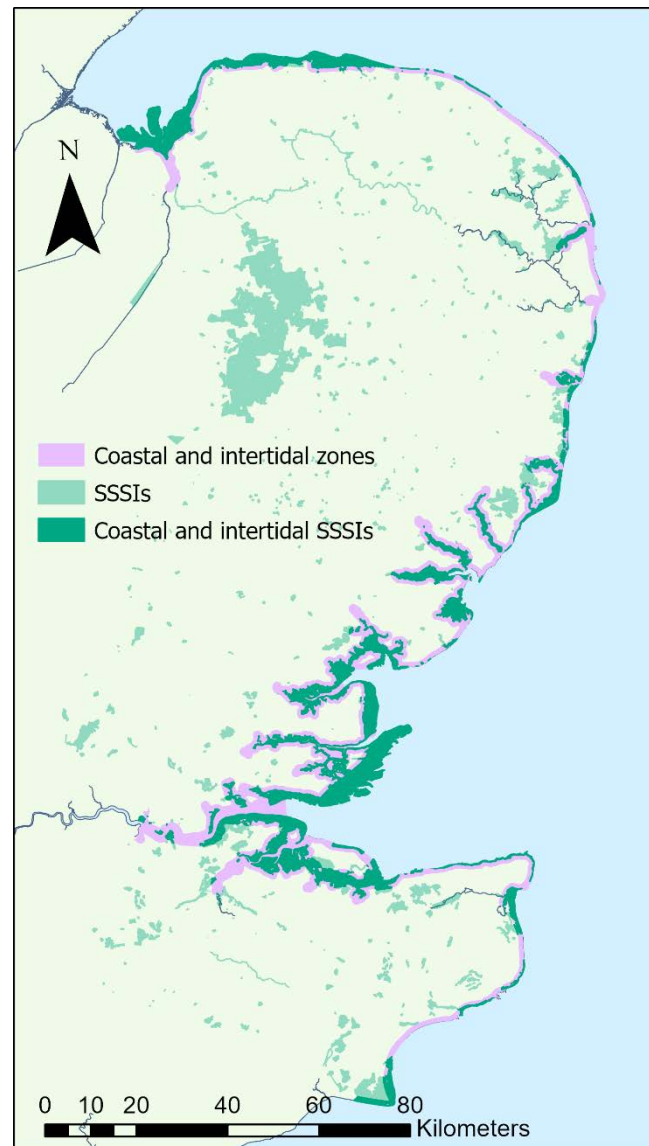 N
Coastal and intertidal zones
SSSIs
Coastal and intertidal SSSIs
0 10 20 40 60 80
Kilometers